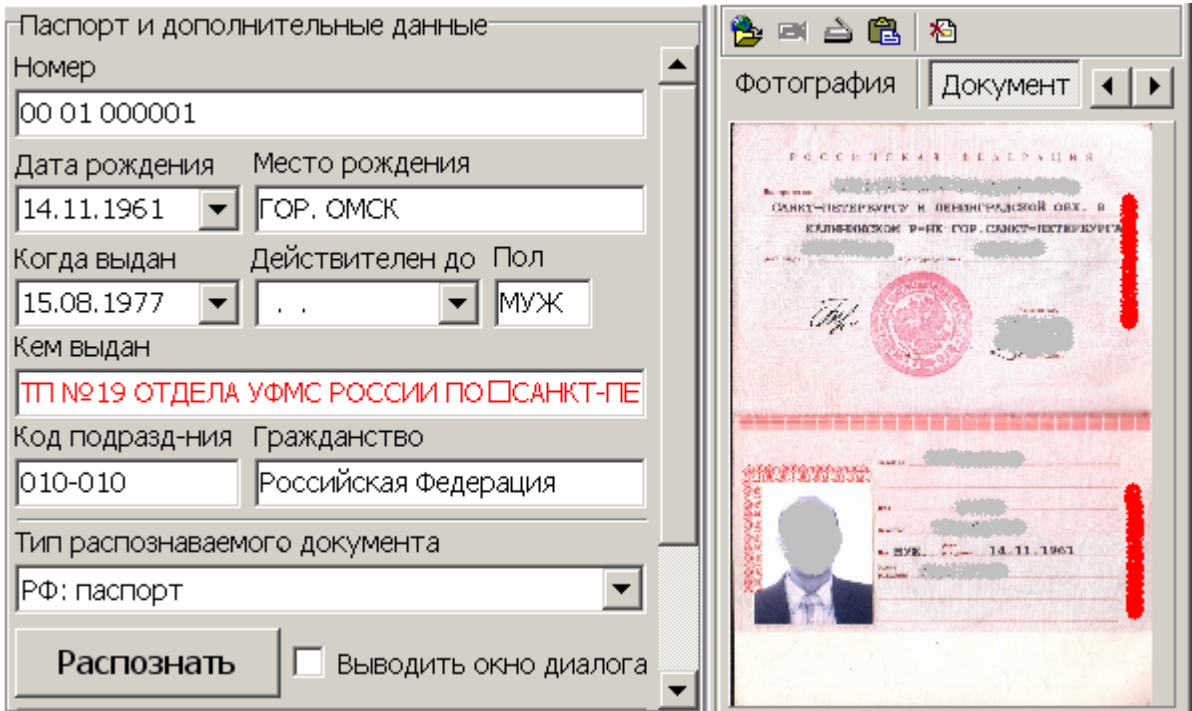 Паспорт и дополнительные данные
Номер
00 01 000001
Дата рождения Место рождения
14.11.1961 ГОР. ОМСК
Когда выдан Действителен до Пол
15.08.1977 . . МУЖ
Кем выдан
ТП №19 ОТДЕЛА УФМС РОССИИ ПО□САНКТ-ПЕ
Код подразд-ния Гражданство
010-010 Российская Федерация
Тип распознаваемого документа
РФ: паспорт
Распознать Выводить окно диалога
Фотография Документ
РОССИЙСКАЯ ФЕДЕРАЦИЯ
САНКТ-ПЕТЕРБУРГУ И ЛЕНИНГРАДСКОЙ ОБЛ. В
КАЛИНИНСКОМ Р-НЕ ГОР.САНКТ-ПЕТЕРБУРГА
МУЖ. 14.11.1961